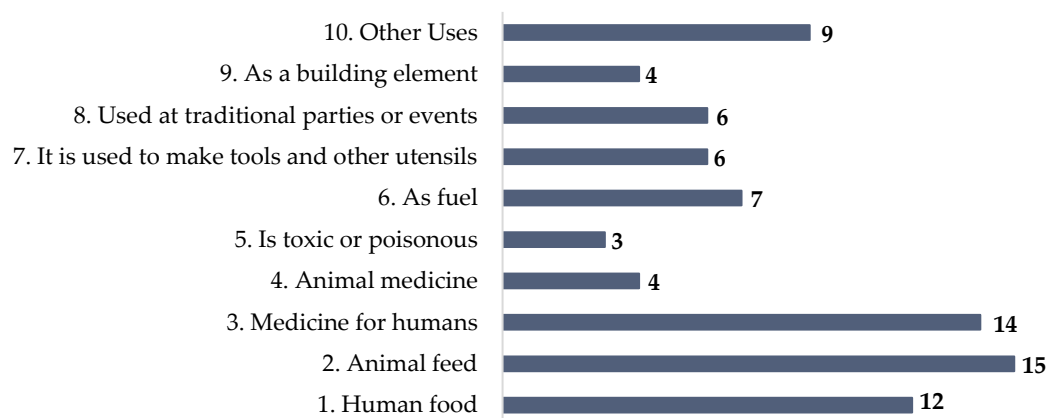 10. Other Uses 9
9. As a building element 4
8. Used at traditional parties or events 6
7. It is used to make tools and other utensils 6
6. As fuel 7
5. Is toxic or poisonous 3
4. Animal medicine 4
3. Medicine for humans 14
2. Animal feed 15
1. Human food 12